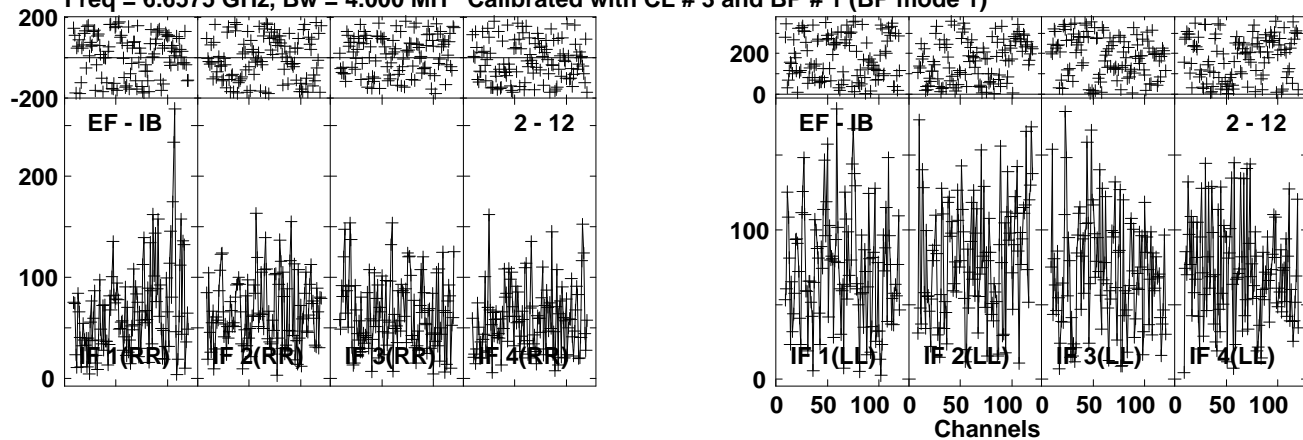 Freq = 6.6575 GHz, Bw = 4.000 MH Calibrated with CL # 3 and BP # 1 (BP mode 1)
200
-200
200
100
0
EF - IB
2 - 12
IF 1(RR)
IF 2(RR)
IF 3(RR)
IF 4(RR)
200
0
100
0
EF - IB
2 - 12
IF 1(LL)
IF 2(LL)
IF 3(LL)
IF 4(LL)
0 50 100 0 50 100 0 50 100 0 50 100
Channels